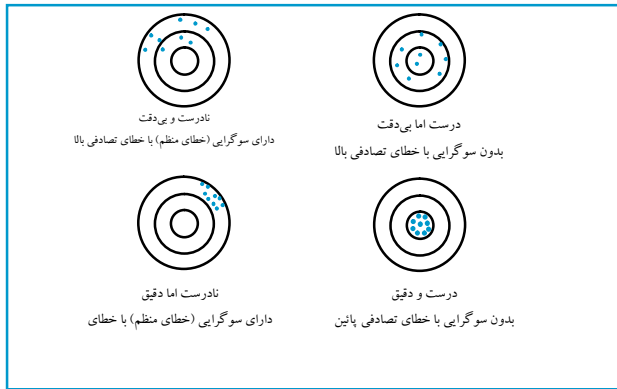 درست اما بی‌دقت
بدون سوگرایی با خطای تصادفی بالا
نادرست و بی‌دقت
دارای سوگرایی (خطای منظم) با خطای تصادفی بالا
درست و دقیق
بدون سوگرایی با خطای تصادفی پائین
نادرست اما دقیق
دارای سوگرایی (خطای منظم) با خطای